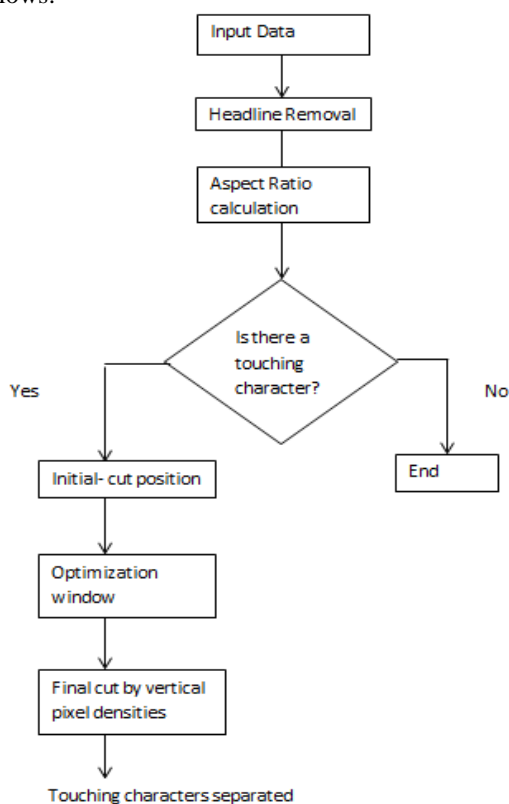 Input Data
Headline Removal
Aspect Ratio
calculation
Is there a
touching
character?
Yes
No
Initial- cut position
End
Optimization
window
Final cut by vertical
pixel densities
Touching characters separated